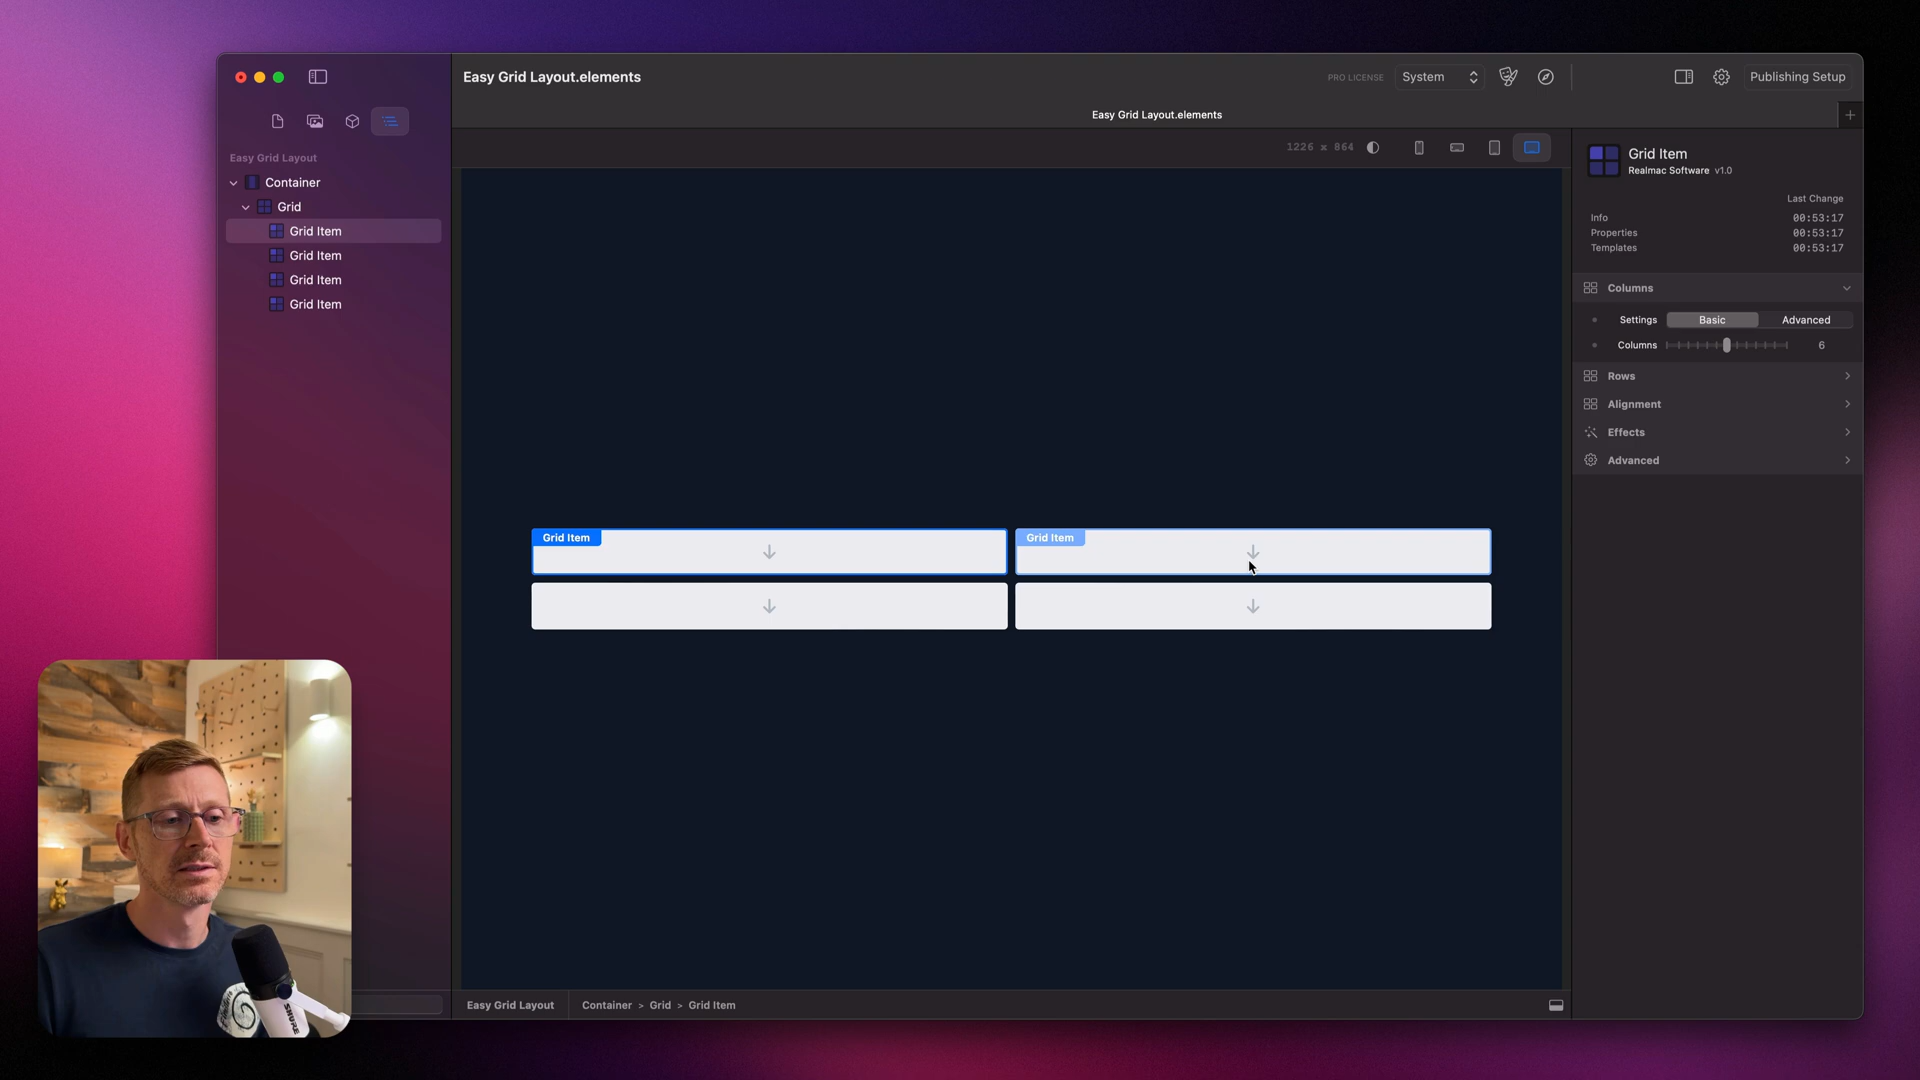 Easy Grid Layout.elements
PRO LICENSE
System
Publishing Setup
Easy Grid Layout.elements
1226 x 864
Easy Grid Layout
Container
Grid
Grid Item
Grid Item
Grid Item
Grid Item
Grid Item
Realmac Software v1.0
Last Change
Info 00:53:17
Properties 00:53:17
Templates 00:53:17
Columns
Settings Basic Advanced
Columns 6
Rows
Alignment
Effects
Advanced
Grid Item
Grid Item
SHURE
Easy Grid Layout
Container > Grid > Grid Item